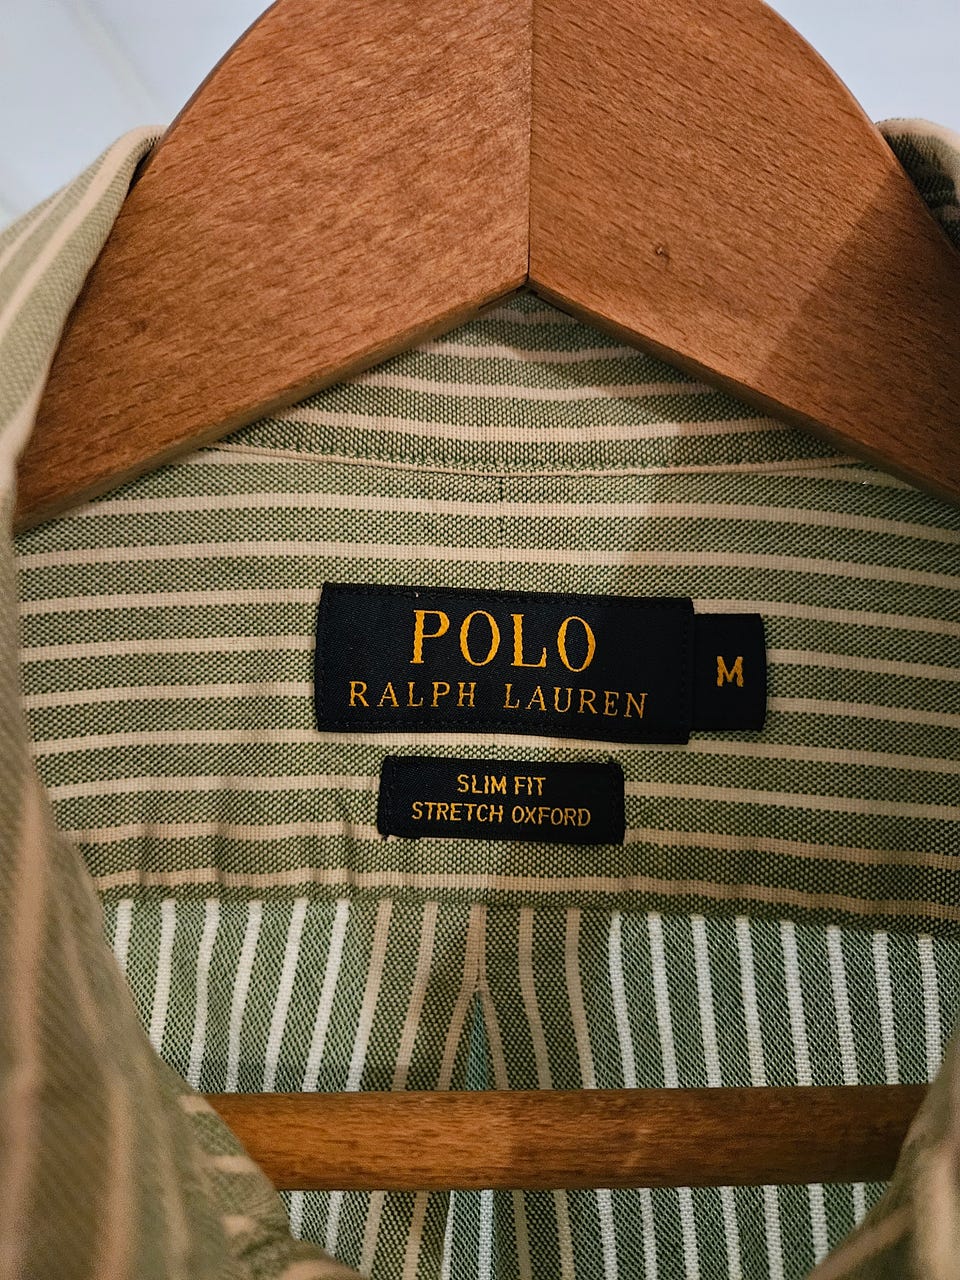 POLO
RALPH LAUREN
M
SLIM FIT
STRETCH OXFORD